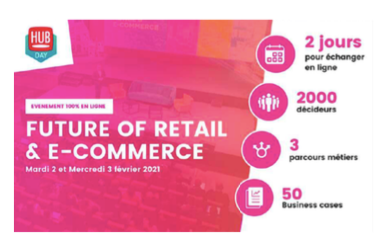 HUB
DAY
EVENEMENT 100% EN LIGNE
FUTURE OF RETAIL
& E-COMMERCE
Mardi 2 et Mercredi 3 février 2021
2 jours
pour échanger
en ligne
2000
décideurs
3
parcours métiers
50
Business cases